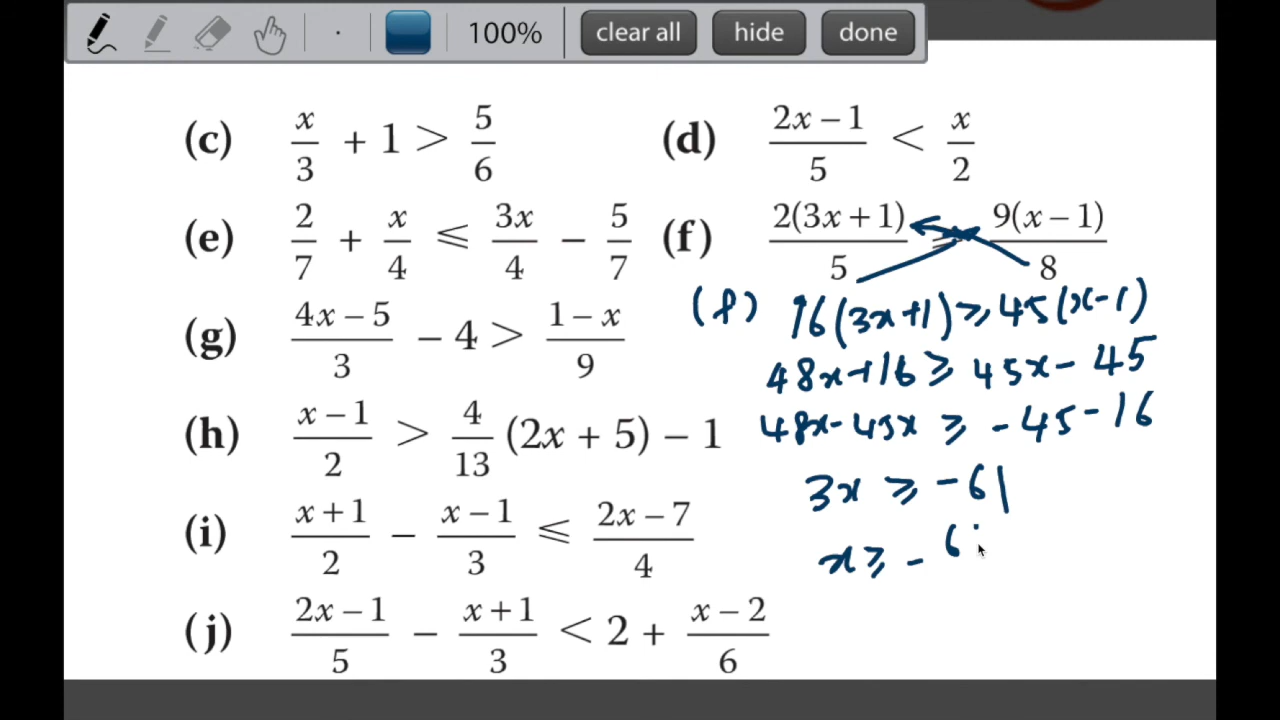 100% clear all hide done
(c) x/3 + 1 > 5/6 (d) (2x − 1)/5 < x/2
(e) 2/7 + x/4 ⩽ 3x/4 − 5/7 (f) 2(3x + 1)/5 ⩾ 9(x − 1)/8
(g) (4x − 5)/3 − 4 > (1 − x)/9
(h) (x − 1)/2 > 4/13 (2x + 5) − 1
(i) (x + 1)/2 − (x − 1)/3 ⩽ (2x − 7)/4
(j) (2x − 1)/5 − (x + 1)/3 < 2 + (x − 2)/6
(f) 16(3x+1) ⩾ 45(x-1)
48x+16 ⩾ 45x - 45
48x - 45x ⩾ -45 - 16
3x ⩾ -61
x ⩾ - 6